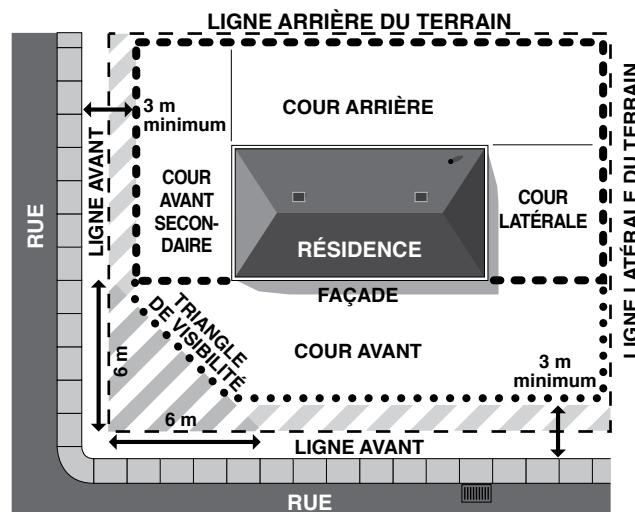 LIGNE ARRIÈRE DU TERRAIN
3 m
minimum
COUR ARRIÈRE
LIGNE AVANT
RUE
COUR
AVANT
SECON-
DAIRE
COUR
LATÉRALE
LIGNE LATÉRALE DU TERRAIN
RÉSIDENCE
FAÇADE
TRIANGLE
DE VISIBILITÉ
COUR AVANT
3 m
minimum
6 m
6 m
LIGNE AVANT
RUE